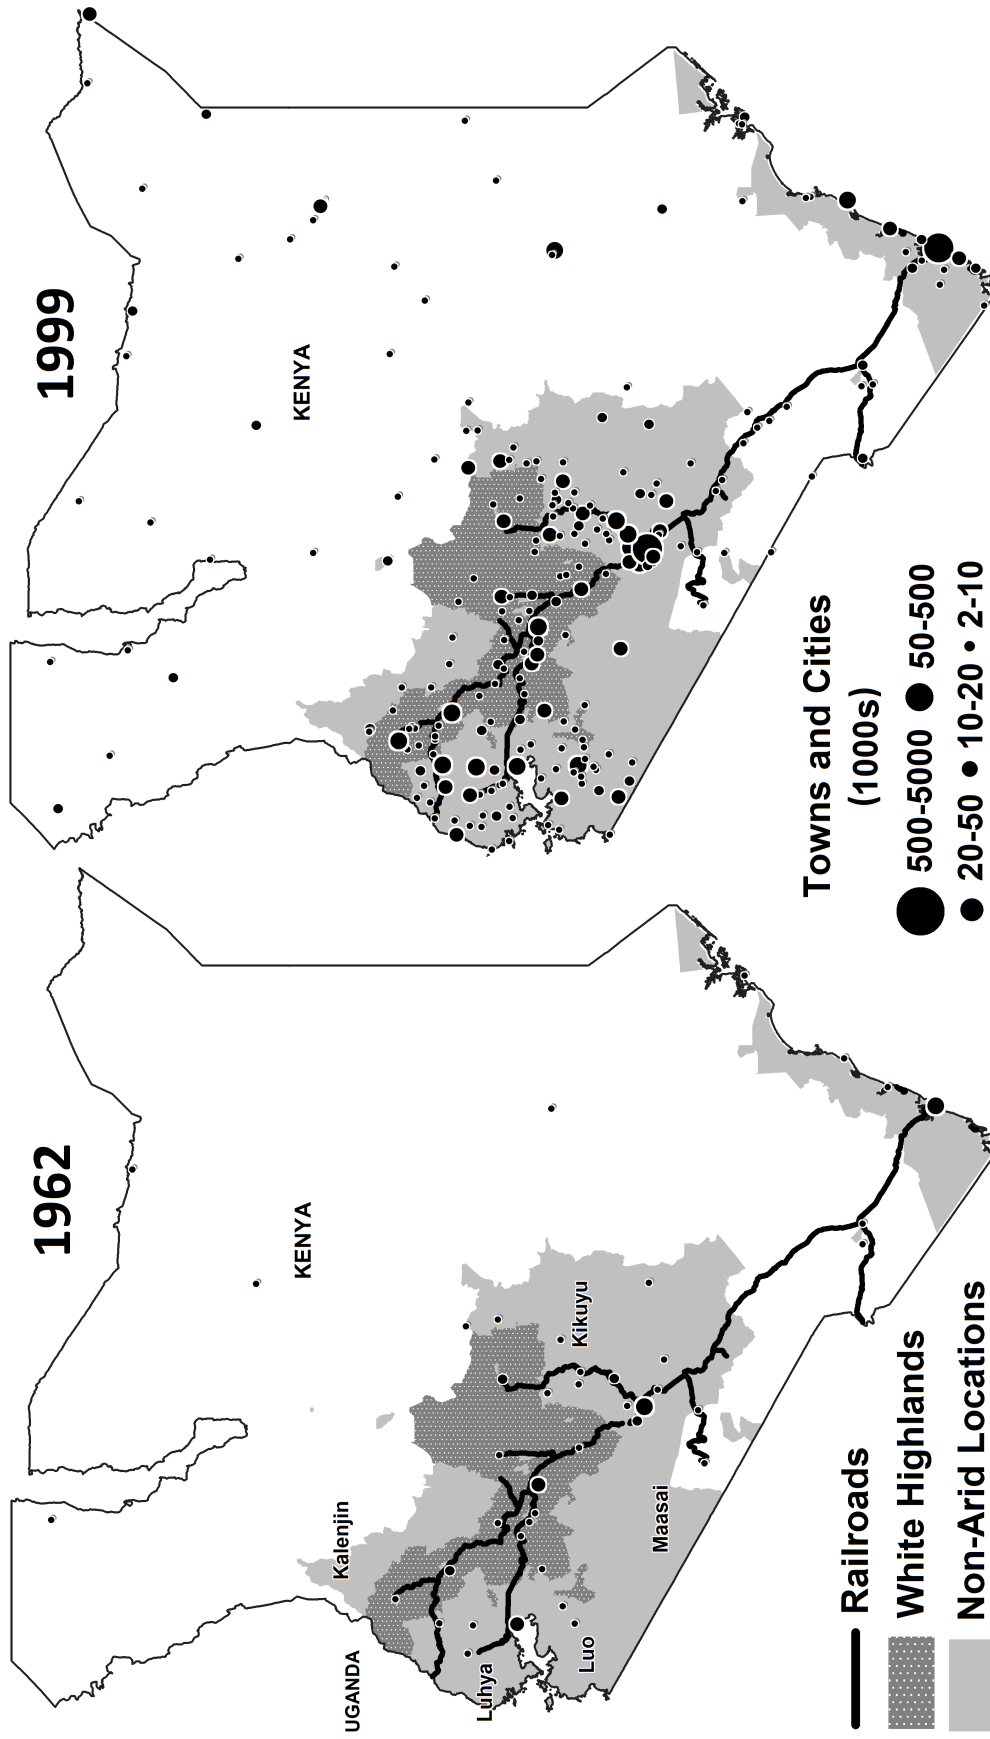 1962
1999
KENYA
KENYA
UGANDA
Kalenjin
Luhya
Kikuyu
Luo
Maasai
Railroads
White Highlands
Non-Arid Locations
Towns and Cities
(1000s)
500-5000 50-500
20-50 10-20 2-10